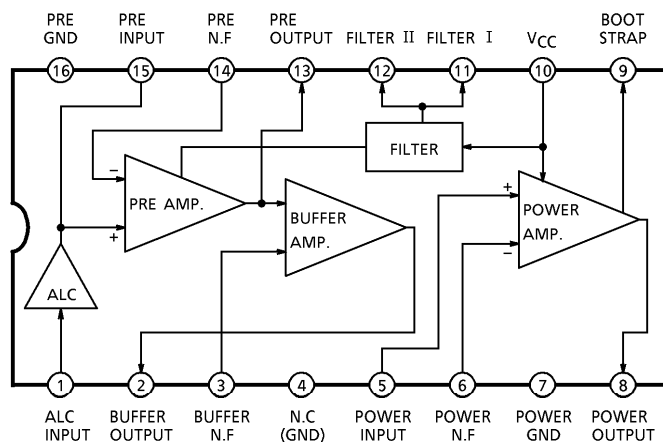 PRE GND
PRE INPUT
PRE N.F
PRE OUTPUT
FILTER II
FILTER I
VCC
BOOT STRAP
16
15
14
13
12
11
10
9
FILTER
−
PRE AMP.
+
BUFFER AMP.
+
POWER AMP.
−
ALC
1
2
3
4
5
6
7
8
ALC INPUT
BUFFER OUTPUT
BUFFER N.F
N.C (GND)
POWER INPUT
POWER N.F
POWER GND
POWER OUTPUT